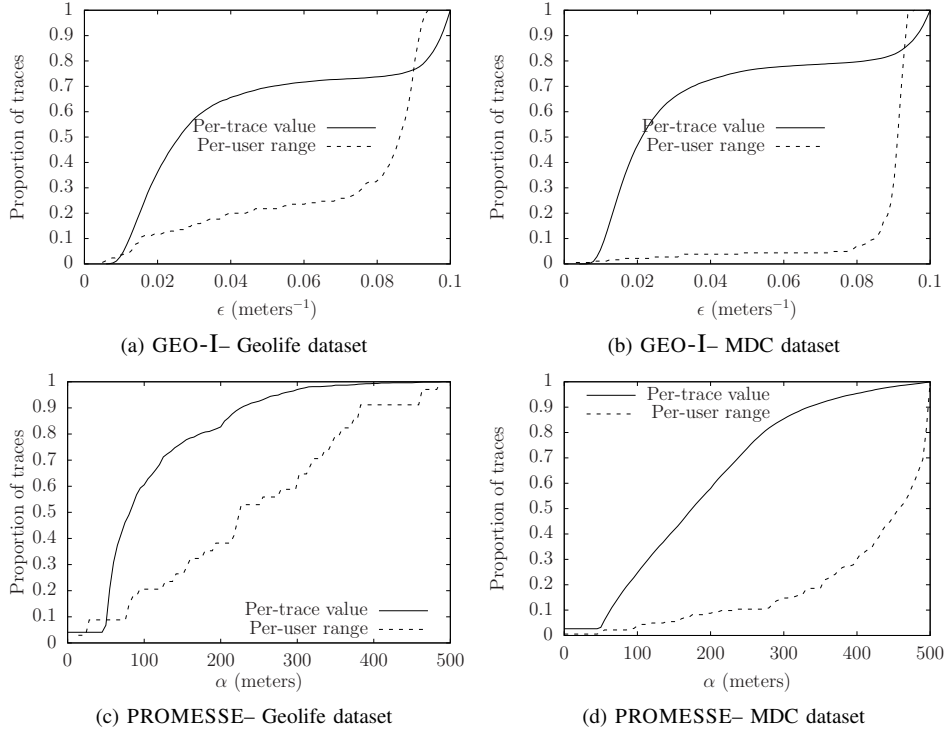 Proportion of traces
1
0.9
0.8
0.7
0.6
0.5
0.4
0.3
0.2
0.1
0
Per-trace value
Per-user range
0 0.02 0.04 0.06 0.08 0.1
ϵ (meters⁻¹)
(a) GEO-I– Geolife dataset
Proportion of traces
1
0.9
0.8
0.7
0.6
0.5
0.4
0.3
0.2
0.1
0
Per-trace value
Per-user range
0 0.02 0.04 0.06 0.08 0.1
ϵ (meters⁻¹)
(b) GEO-I– MDC dataset
Proportion of traces
1
0.9
0.8
0.7
0.6
0.5
0.4
0.3
0.2
0.1
0
Per-trace value
Per-user range
0 100 200 300 400 500
α (meters)
(c) PROMESSE– Geolife dataset
Proportion of traces
1
0.9
0.8
0.7
0.6
0.5
0.4
0.3
0.2
0.1
0
Per-trace value
Per-user range
0 100 200 300 400 500
α (meters)
(d) PROMESSE– MDC dataset